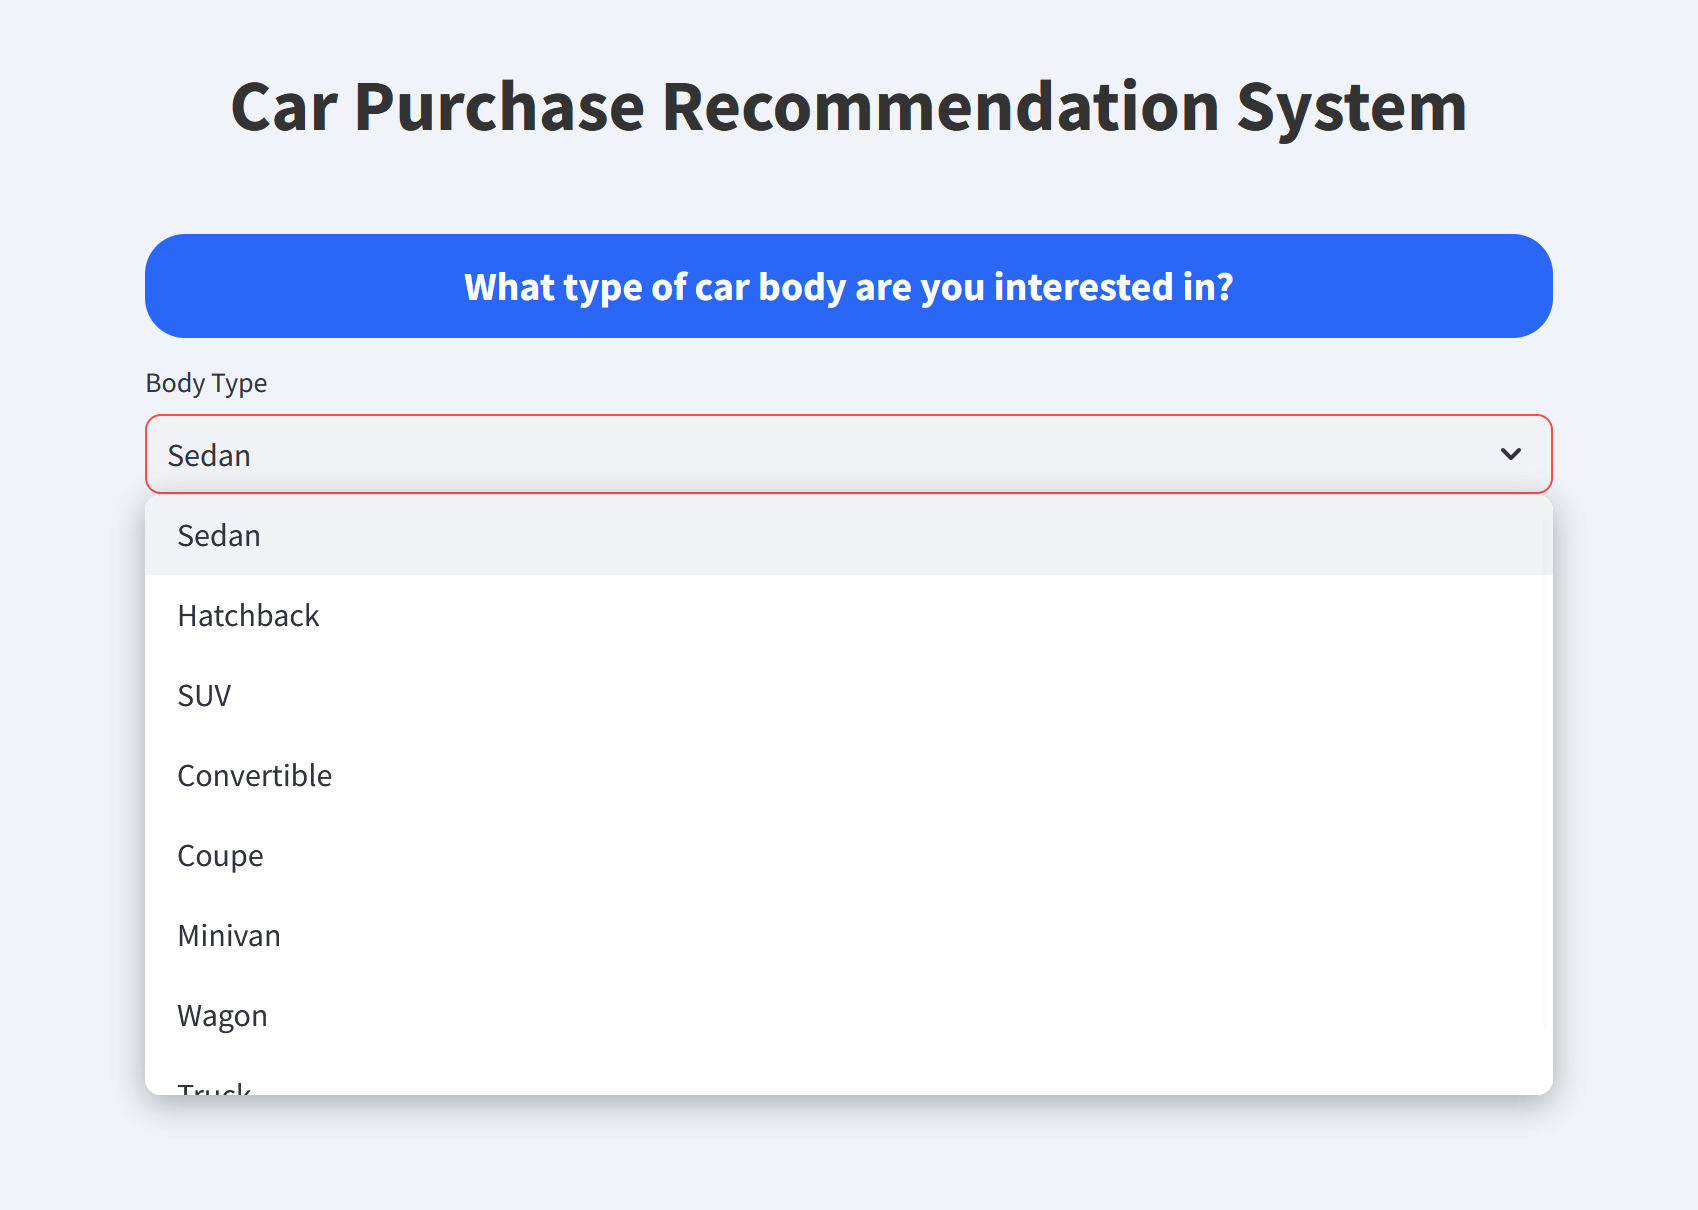 Car Purchase Recommendation System
What type of car body are you interested in?
Body Type
Sedan
Sedan
Hatchback
SUV
Convertible
Coupe
Minivan
Wagon
Truck